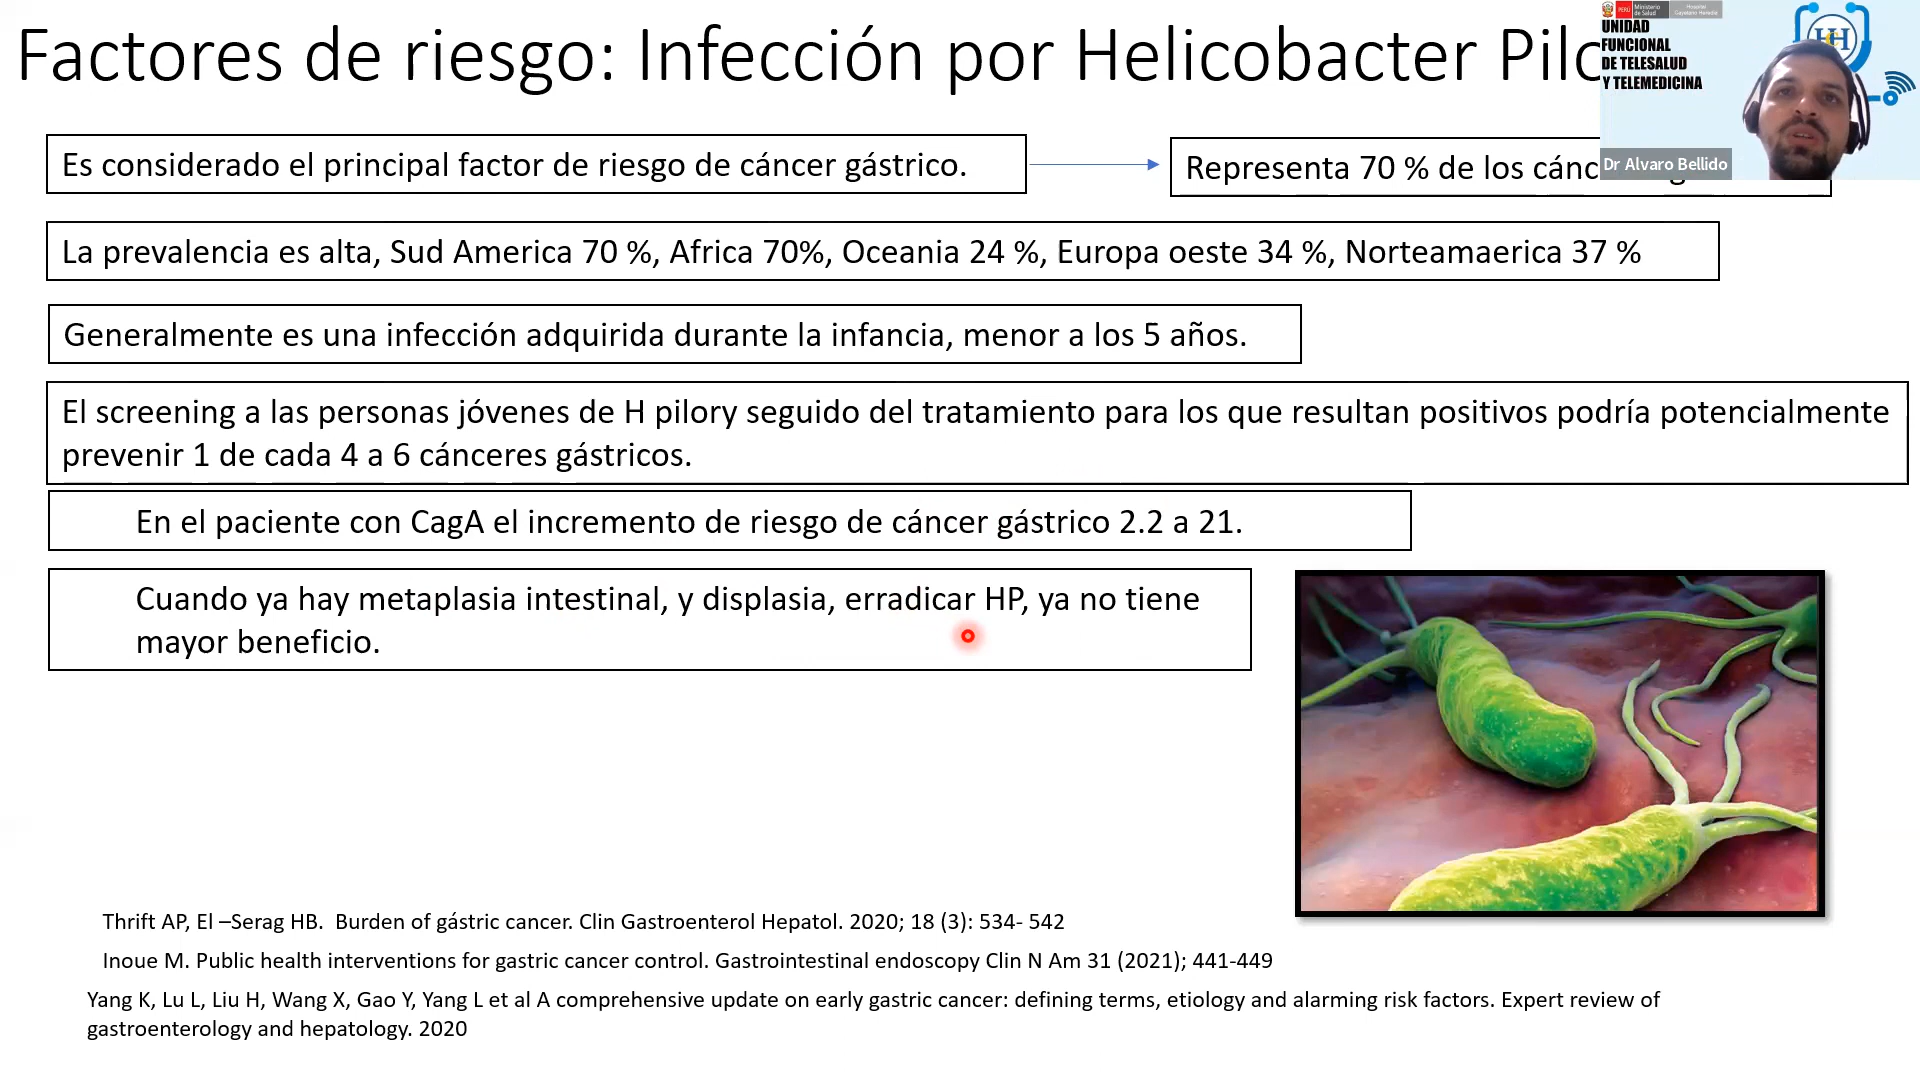 Factores de riesgo: Infección por Helicobacter
Es considerado el principal factor de riesgo de cáncer gástrico.
Representa 70 % de los
La prevalencia es alta, Sud America 70 %, Africa 70%, Oceania 24 %, Europa oeste 34 %, Norteamaerica 37 %
Generalmente es una infección adquirida durante la infancia, menor a los 5 años.
El screening a las personas jóvenes de H pilory seguido del tratamiento para los que resultan positivos podría potencialmente
prevenir 1 de cada 4 a 6 cánceres gástricos.
En el paciente con CagA el incremento de riesgo de cáncer gástrico 2.2 a 21.
Cuando ya hay metaplasia intestinal, y displasia, erradicar HP, ya no tiene
mayor beneficio.
Thrift AP, El –Serag HB. Burden of gástric cancer. Clin Gastroenterol Hepatol. 2020; 18 (3): 534- 542
Inoue M. Public health interventions for gastric cancer control. Gastrointestinal endoscopy Clin N Am 31 (2021); 441-449
Yang K, Lu L, Liu H, Wang X, Gao Y, Yang L et al A comprehensive update on early gastric cancer: defining terms, etiology and alarming risk factors. Expert review of
gastroenterology and hepatology. 2020
PERÚ
Ministerio
de Salud
Hospital
Cayetano Heredia
UNIDAD
FUNCIONAL
DE TELESALUD
Y TELEMEDICINA
Dr Alvaro Bellido